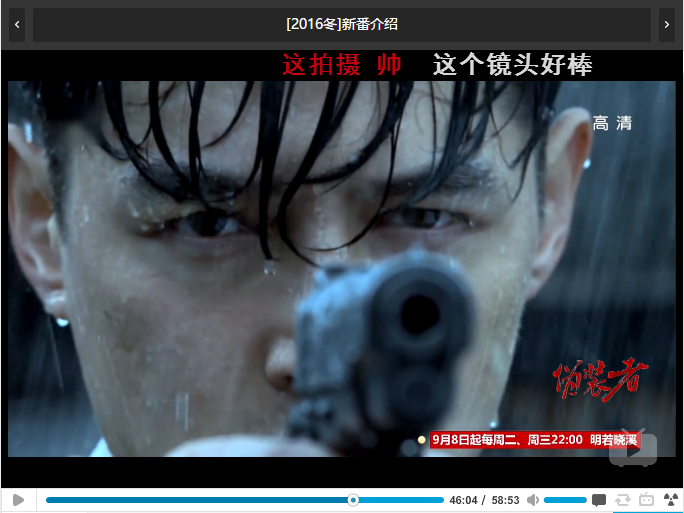 [2016冬]新番介绍
这拍摄 帅 这个镜头好棒
高清
伪装者
9月8日起每周二、周三22:00 明若晓溪
46:04 / 58:53